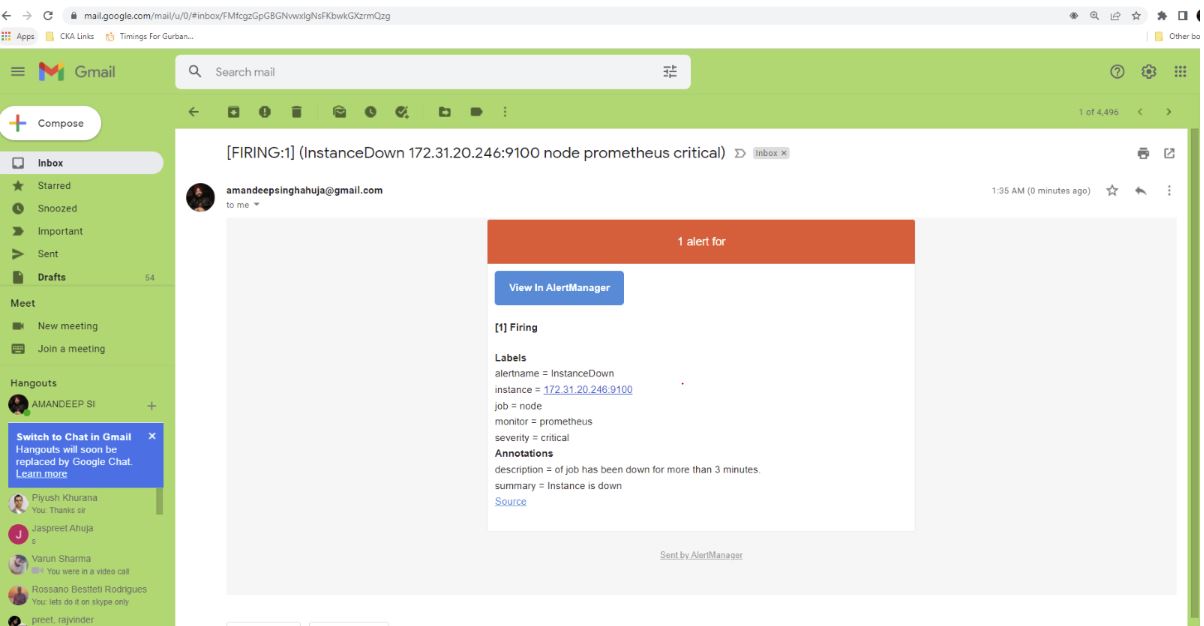 mail.google.com/mail/u/0/#inbox/FMfcgzGpGBGNvwxlgNsFKbwkGXzrmQzg
Apps CKA Links Timings For Gurban... Other bo
Gmail Search mail
1 of 4,496
Compose
Inbox
Starred
Snoozed
Important
Sent
Drafts 54
Meet
New meeting
Join a meeting
Hangouts
AMANDEEP SI
Switch to Chat in Gmail
Hangouts will soon be
replaced by Google Chat.
Learn more
Piyush Khurana
You: Thanks sir
J
Jaspreet Ahuja
s
Varun Sharma
You were in a video call
Rossano Bestteti Rodrigues
You: lets do it on skype only
preet, rajvinder
[FIRING:1] (InstanceDown 172.31.20.246:9100 node prometheus critical) Inbox ×
amandeepsinghahuja@gmail.com 1:35 AM (0 minutes ago)
to me
1 alert for
View In AlertManager
[1] Firing
Labels
alertname = InstanceDown
instance = 172.31.20.246:9100
job = node
monitor = prometheus
severity = critical
Annotations
description = of job has been down for more than 3 minutes.
summary = Instance is down
Source
Sent by AlertManager